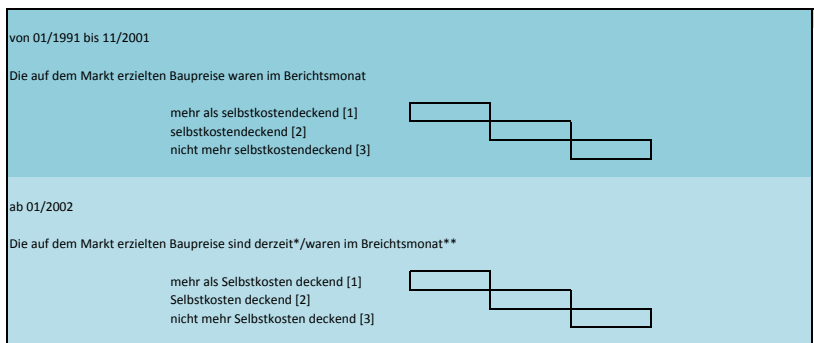 von 01/1991 bis 11/2001
Die auf dem Markt erzielten Baupreise waren im Berichtsmonat
mehr als selbstkostendeckend [1]
selbstkostendeckend [2]
nicht mehr selbstkostendeckend [3]
ab 01/2002
Die auf dem Markt erzielten Baupreise sind derzeit*/waren im Breichtsmonat**
mehr als Selbstkosten deckend [1]
Selbstkosten deckend [2]
nicht mehr Selbstkosten deckend [3]